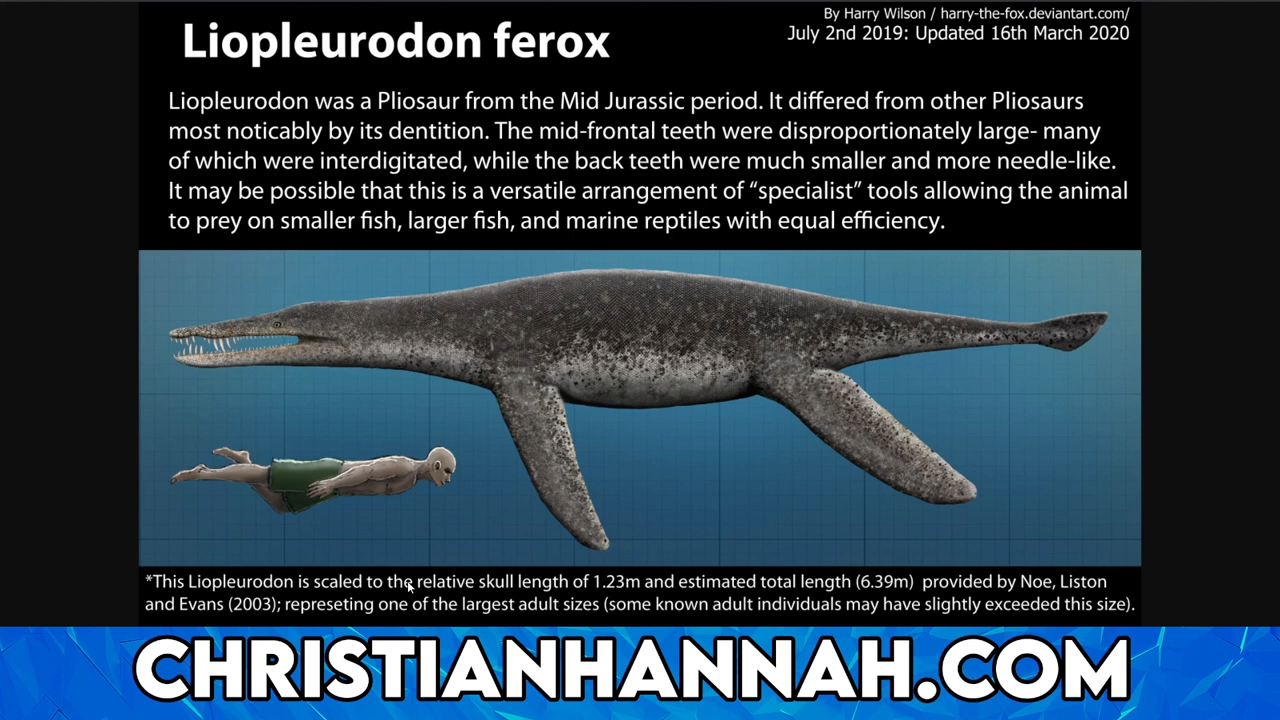 By Harry Wilson / harry-the-fox.deviantart.com/
Liopleurodon ferox
July 2nd 2019: Updated 16th March 2020
Liopleurodon was a Pliosaur from the Mid Jurassic period. It differed from other Pliosaurs
most noticably by its dentition. The mid-frontal teeth were disproportionately large- many
of which were interdigitated, while the back teeth were much smaller and more needle-like.
It may be possible that this is a versatile arrangement of “specialist” tools allowing the animal
to prey on smaller fish, larger fish, and marine reptiles with equal efficiency.
*This Liopleurodon is scaled to the relative skull length of 1.23m and estimated total length (6.39m) provided by Noe, Liston
and Evans (2003); represeting one of the largest adult sizes (some known adult individuals may have slightly exceeded this size).
CHRISTIANHANNAH.COM